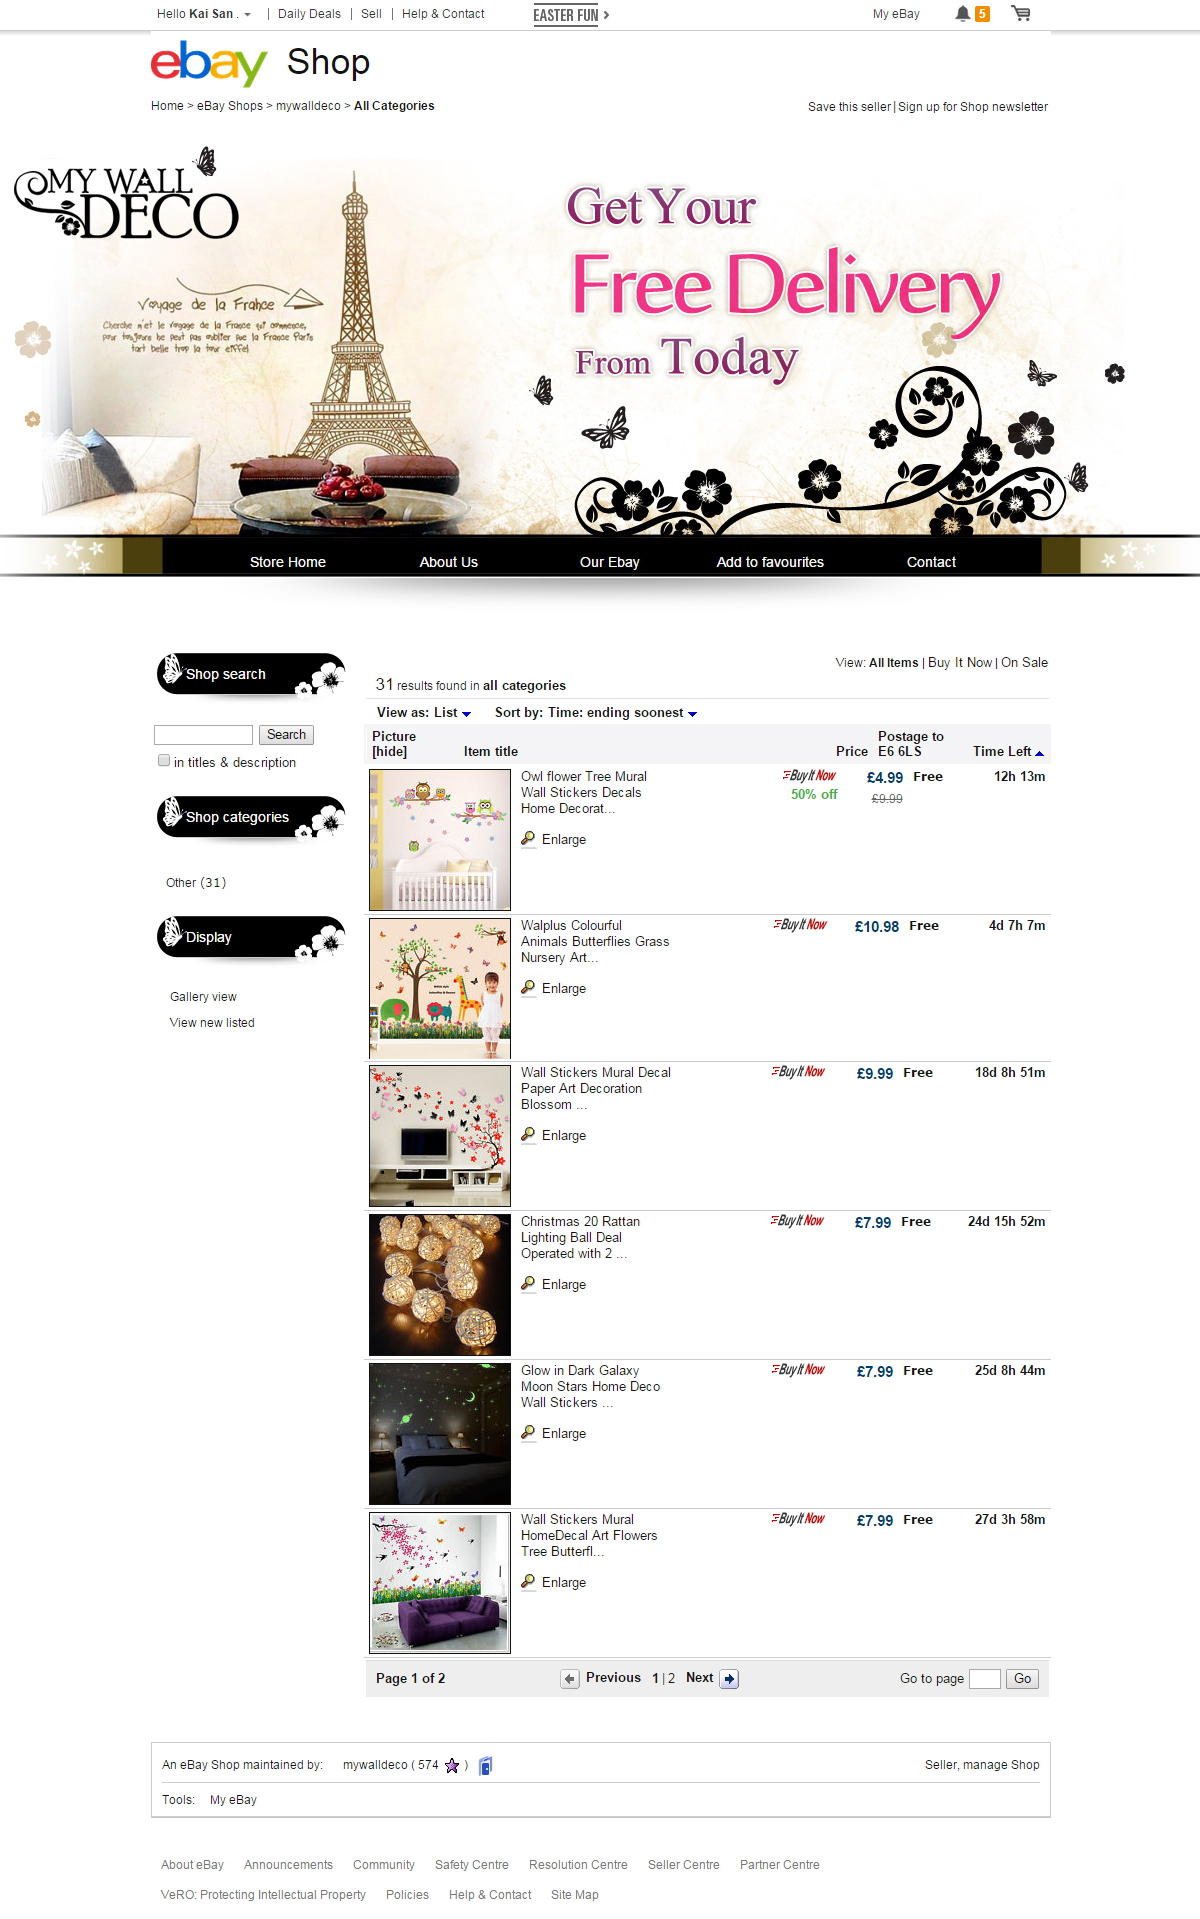 Hello Kai San . | Daily Deals | Sell | Help & Contact
EASTER FUN >
My eBay
5
ebay Shop
Home > eBay Shops > mywalldeco > All Categories
Save this seller | Sign up for Shop newsletter
MY WALL
DECO
Get Your
Free Delivery
From Today
Voyage de la France
Cherche n'et le voyage de la France qui commence,
pour toujours ne peut pas oublier que la France Paris
tart belle trop la tour eiffel
Store Home
About Us
Our Ebay
Add to favourites
Contact
Shop search
Search
in titles & description
Shop categories
Other (31)
Display
Gallery view
View new listed
View: All Items | Buy It Now | On Sale
31 results found in all categories
View as: List
Sort by: Time: ending soonest
Picture
[hide]
Item title
Price
Postage to
E6 6LS
Time Left
Owl flower Tree Mural
Wall Stickers Decals
Home Decorat...
Enlarge
Buy It Now
50% off
£4.99
£9.99
Free
12h 13m
Walplus Colourful
Animals Butterflies Grass
Nursery Art...
Enlarge
Buy It Now
£10.98
Free
4d 7h 7m
Wall Stickers Mural Decal
Paper Art Decoration
Blossom ...
Enlarge
Buy It Now
£9.99
Free
18d 8h 51m
Christmas 20 Rattan
Lighting Ball Deal
Operated with 2 ...
Enlarge
Buy It Now
£7.99
Free
24d 15h 52m
Glow in Dark Galaxy
Moon Stars Home Deco
Wall Stickers ...
Enlarge
Buy It Now
£7.99
Free
25d 8h 44m
Wall Stickers Mural
HomeDecal Art Flowers
Tree Butterfl...
Enlarge
Buy It Now
£7.99
Free
27d 3h 58m
Page 1 of 2
Previous 1 | 2 Next
Go to page
Go
An eBay Shop maintained by: mywalldeco ( 574 )
Seller, manage Shop
Tools: My eBay
About eBay Announcements Community Safety Centre Resolution Centre Seller Centre Partner Centre
VeRO: Protecting Intellectual Property Policies Help & Contact Site Map